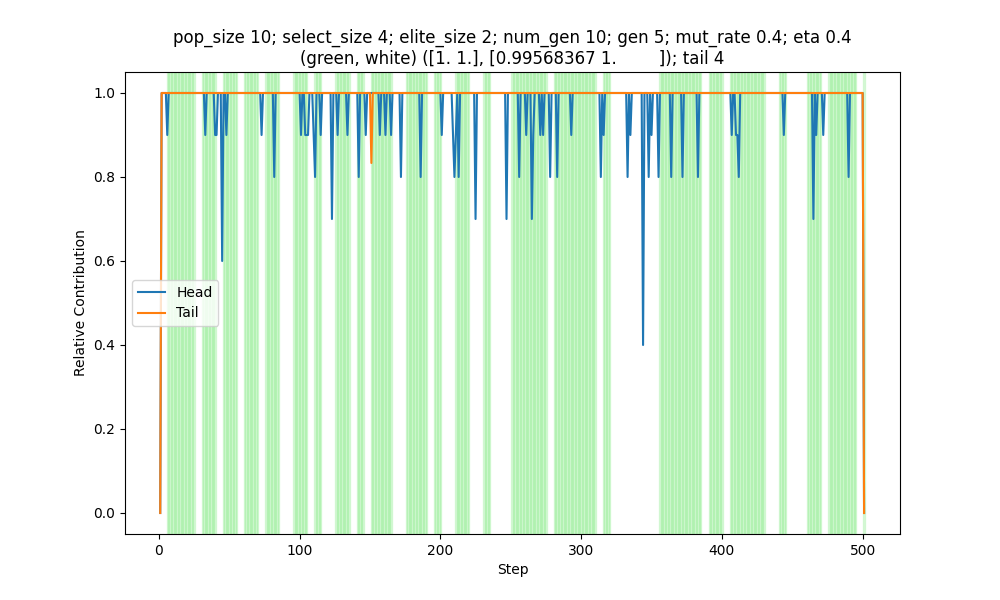 pop_size 10; select_size 4; elite_size 2; num_gen 10; gen 5; mut_rate 0.4; eta 0.4
(green, white) ([1. 1.], [0.99568367 1.         ]); tail 4
1.0
0.8
0.6
0.4
0.2
0.0
Relative Contribution
Head
Tail
0
100
200
300
400
500
Step